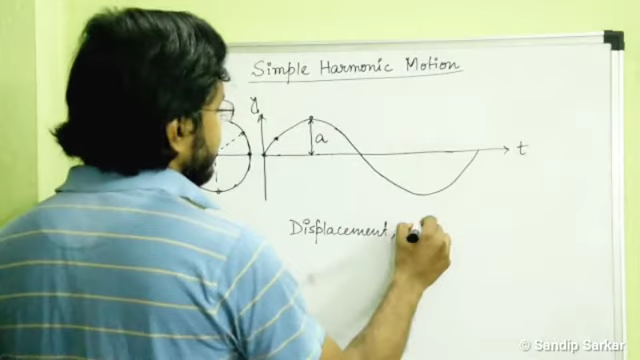 Simple Harmonic Motion
y
a
t
Displacement,
© Sandip Sarkar